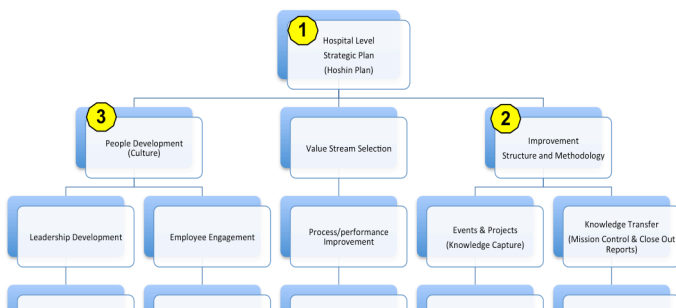 1
Hospital Level
Strategic Plan
(Hoshin Plan)
3
People Development
(Culture)
Value Stream Selection
2
Improvement
Structure and Methodology
Leadership Development
Employee Engagement
Process/performance
Improvement
Events & Projects
(Knowledge Capture)
Knowledge Transfer
(Mission Control & Close Out
Reports)